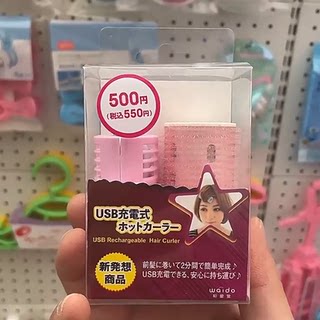 500円
(税込550円)
USB充電式
ホットカーラー
USB Rechargeable Hair Curler
新発想
商品
前髪に巻いて2分間で簡単完成♪
USB充電できる、安心に持ち運び♪
waido